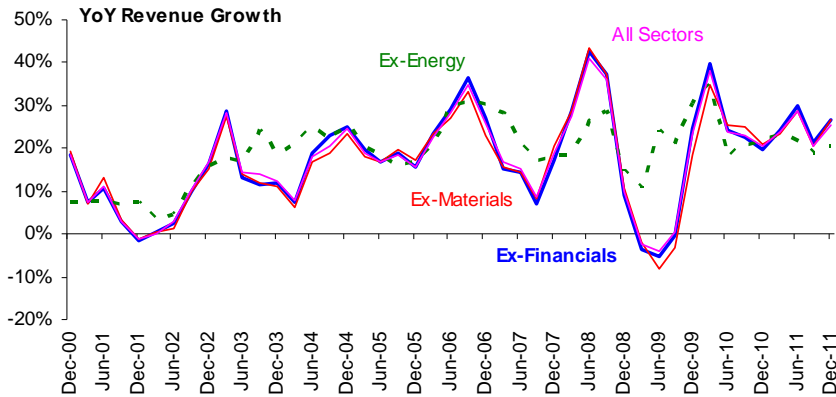 YoY Revenue Growth
50%
40%
30%
20%
10%
0%
-10%
-20%
All Sectors
Ex-Energy
Ex-Materials
Ex-Financials
Dec-00
Jun-01
Dec-01
Jun-02
Dec-02
Jun-03
Dec-03
Jun-04
Dec-04
Jun-05
Dec-05
Jun-06
Dec-06
Jun-07
Dec-07
Jun-08
Dec-08
Jun-09
Dec-09
Jun-10
Dec-10
Jun-11
Dec-11